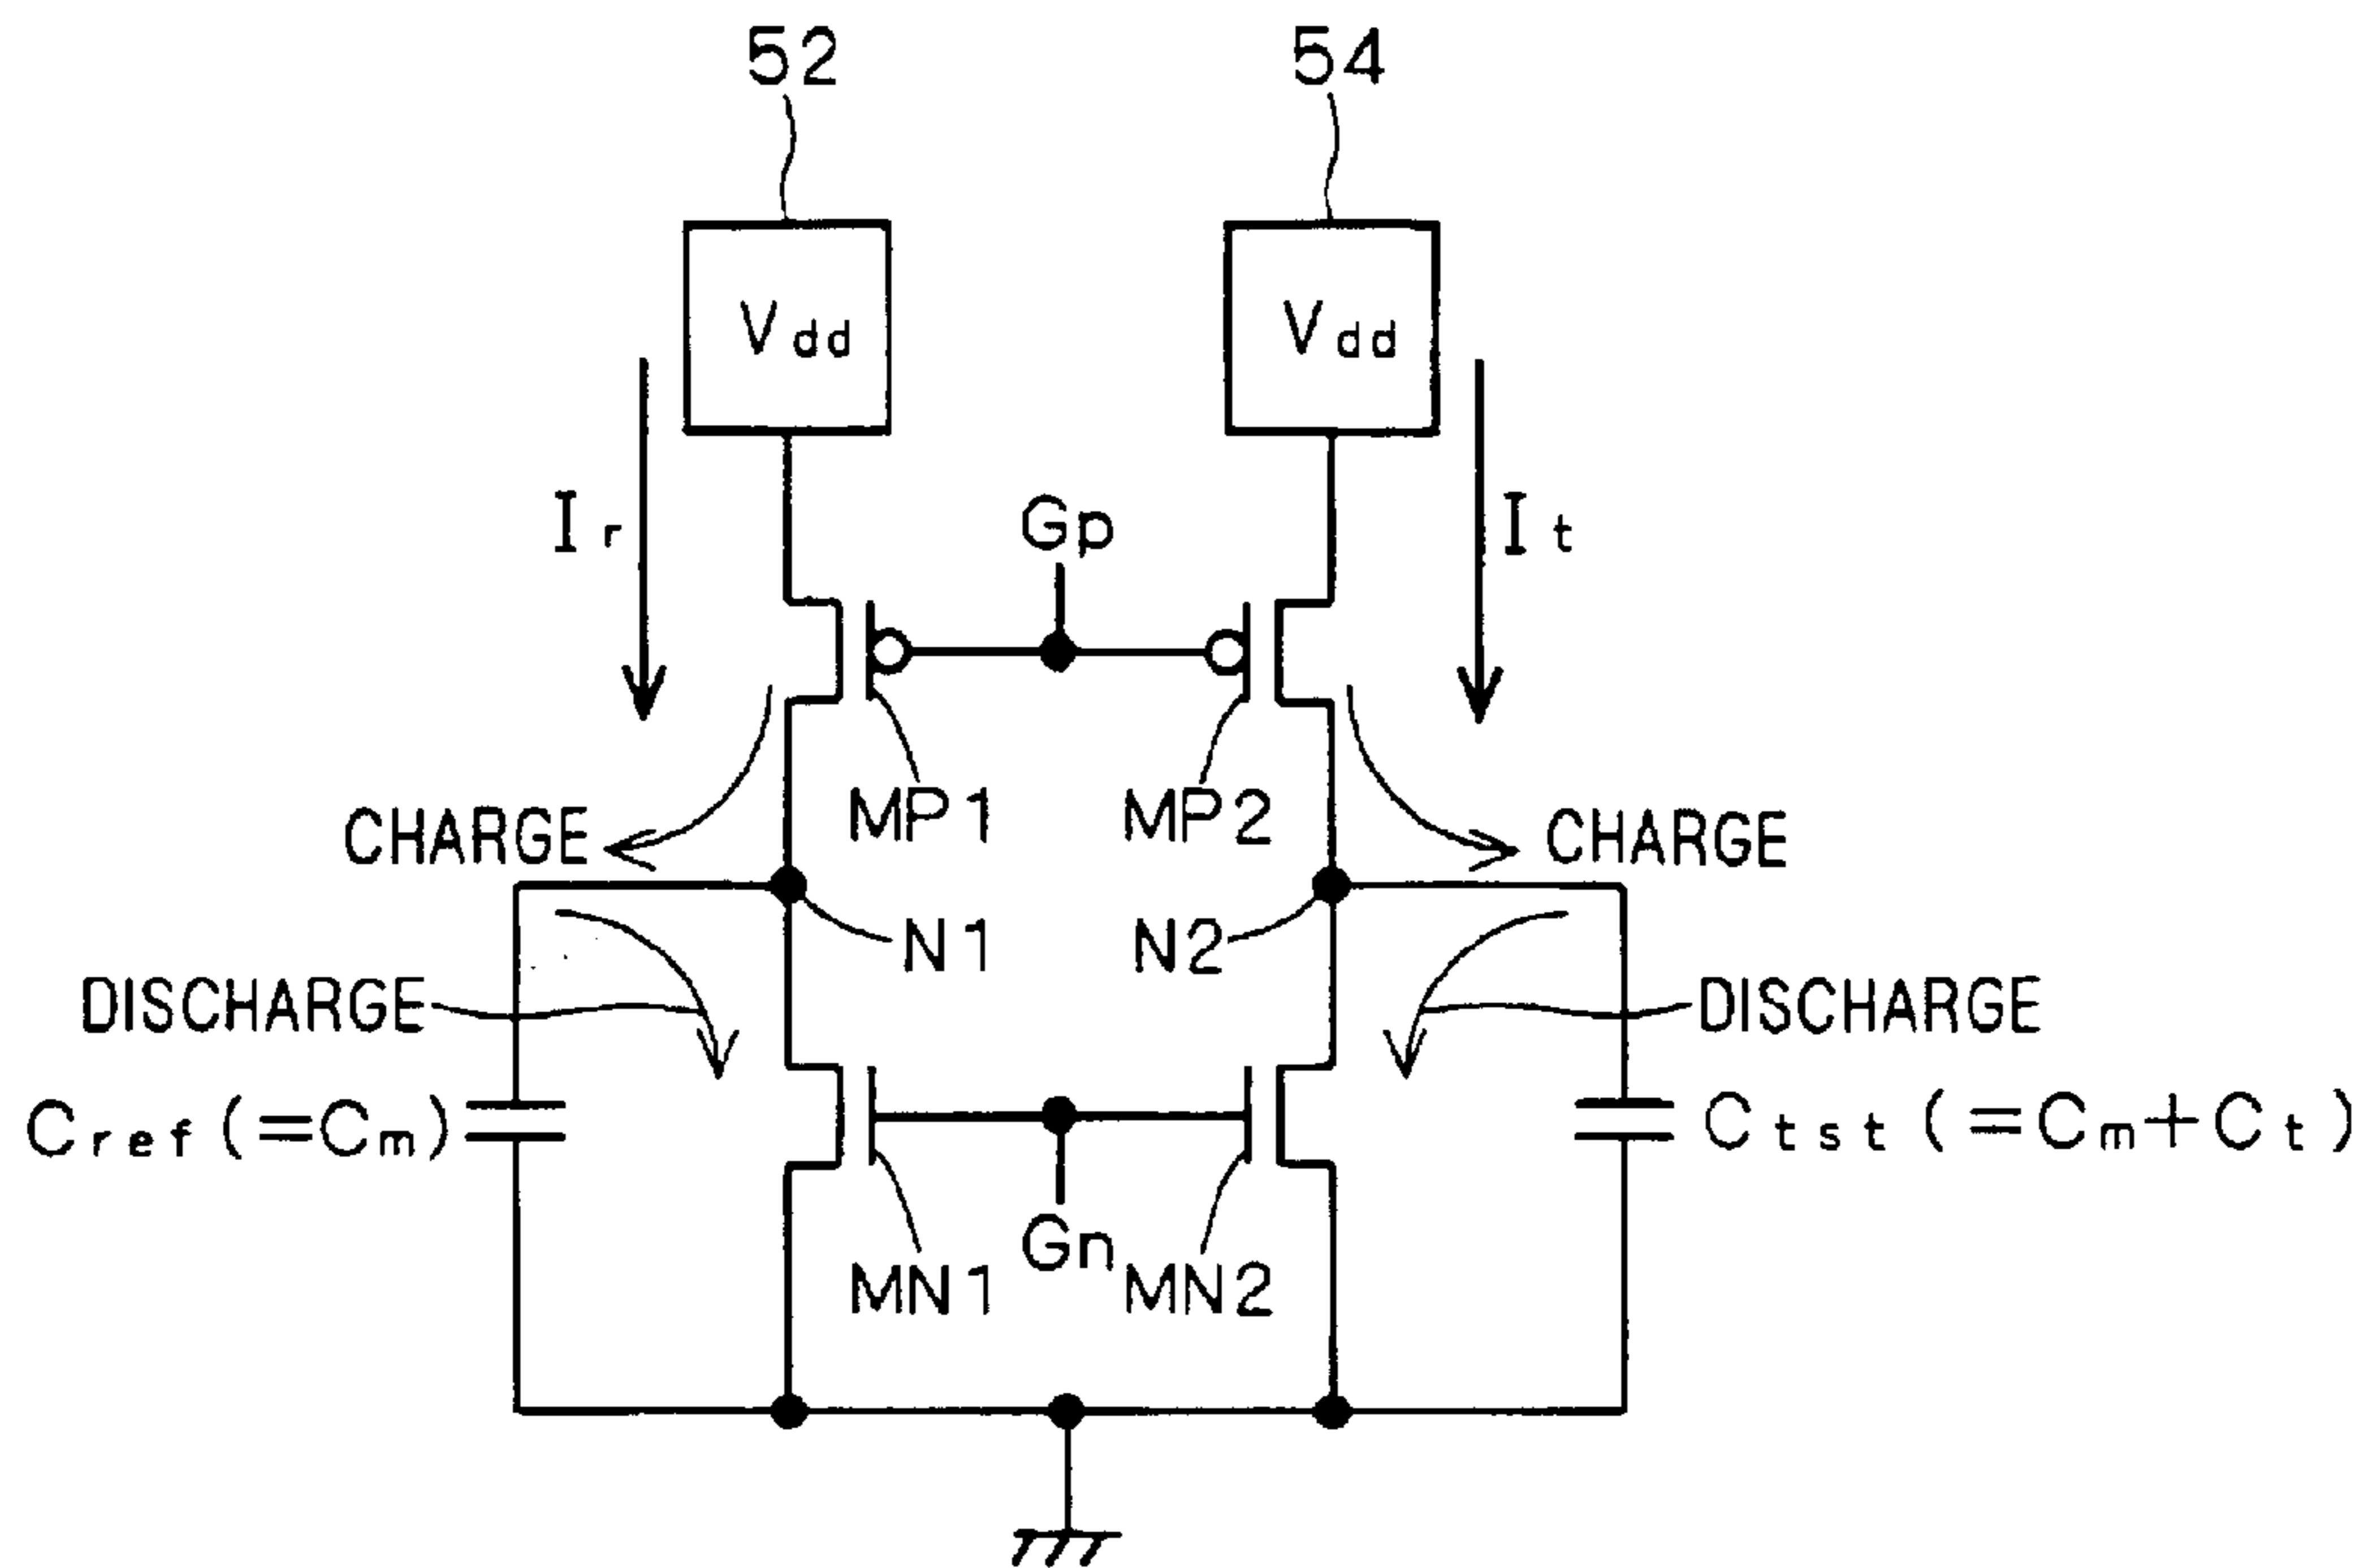 52
54
Vdd
Vdd
Ir
Gp
It
MP1
MP2
CHARGE
CHARGE
N1
N2
DISCHARGE
DISCHARGE
Cref(=Cm)
Ctst(=Cm+Ct)
Gn
MN1
MN2